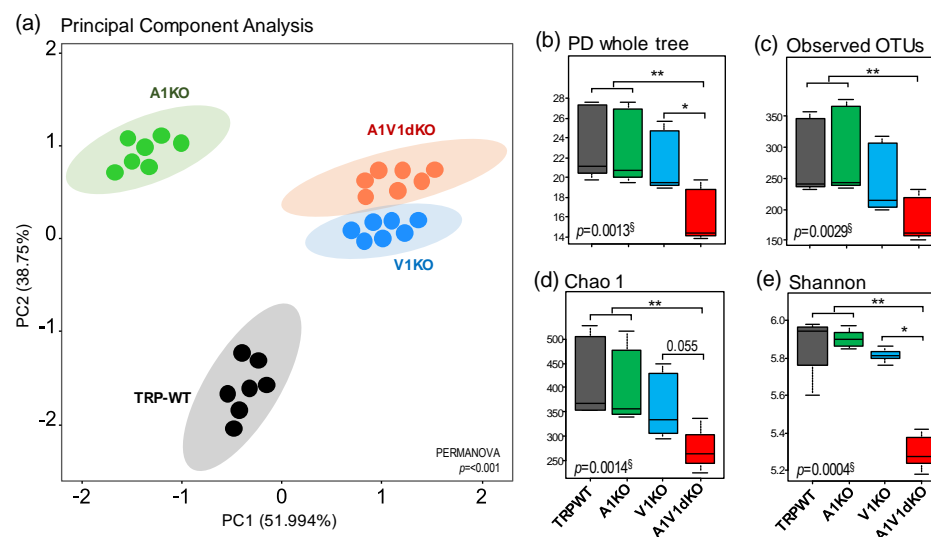 (a) Principal Component Analysis
2
1
0
-1
-2
PC2 (38.75%)
A1KO
A1V1dKO
V1KO
TRP-WT
PERMANOVA
p=<0.001
-2 -1 0 1 2
PC1 (51.994%)
(b) PD whole tree
28
26
24
22
20
18
16
14
**
*
p=0.0013§
(c) Observed OTUs
350
300
250
200
150
**
p=0.0029§
(d) Chao 1
500
450
400
350
300
250
**
0.055
p=0.0014§
TRPWT A1KO V1KO A1V1dKO
(e) Shannon
6.0
5.8
5.6
5.4
5.2
**
*
p=0.0004§
TRPWT A1KO V1KO A1V1dKO